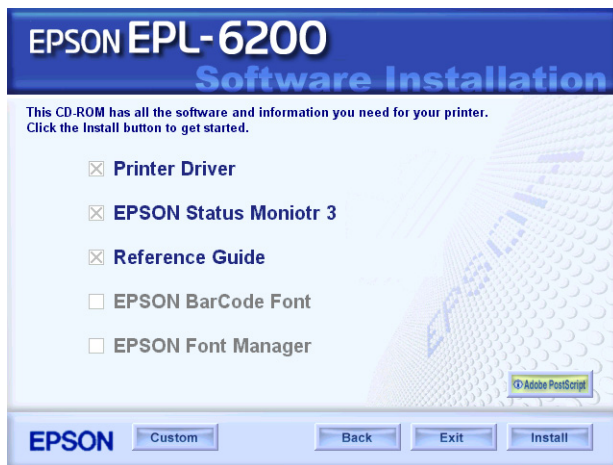 EPSON EPL-6200
Software Installation
This CD-ROM has all the software and information you need for your printer.
Click the Install button to get started.
Printer Driver
EPSON Status Moniotr 3
Reference Guide
EPSON BarCode Font
EPSON Font Manager
EPSON
Adobe PostScript
EPSON Custom Back Exit Install